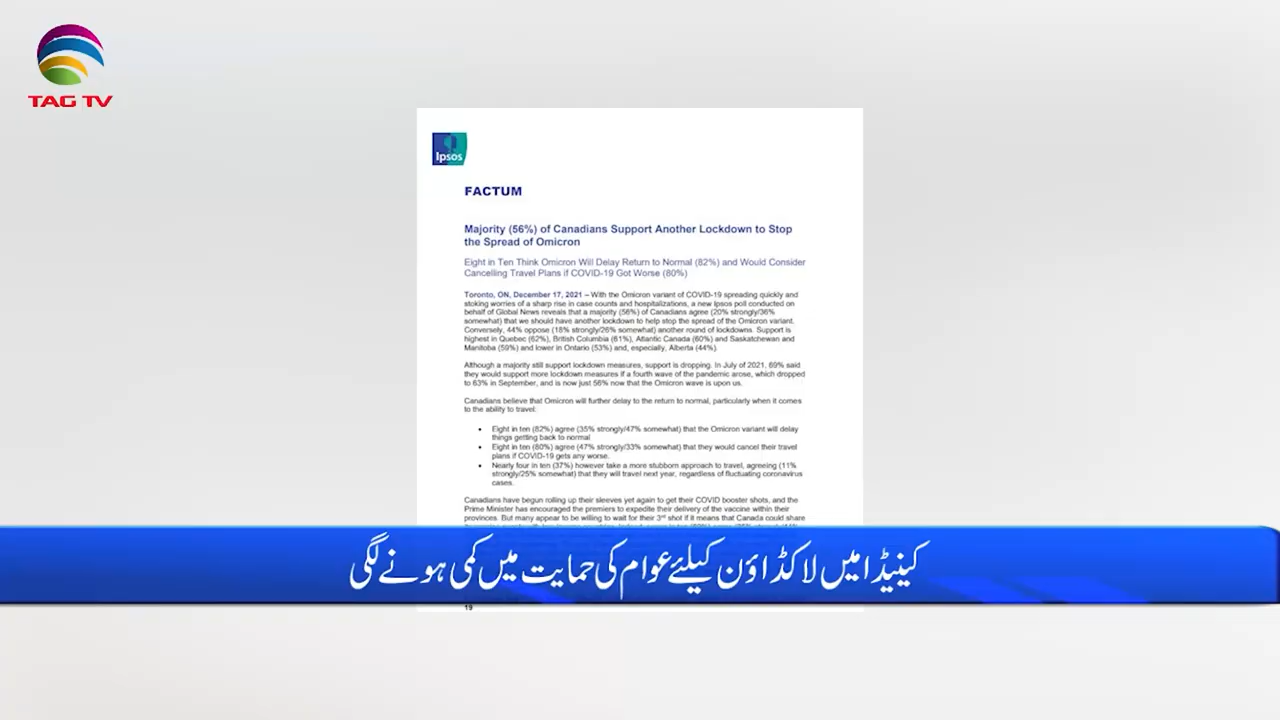 TAG TV
Ipsos
FACTUM
Majority (56%) of Canadians Support Another Lockdown to Stop
the Spread of Omicron
Eight in Ten Think Omicron Will Delay Return to Normal (82%) and Would Consider
Cancelling Travel Plans if COVID-19 Got Worse (80%)
Toronto, ON, December 17, 2021 – With the Omicron variant of COVID-19 spreading quickly and
stoking worries of a sharp rise in case counts and hospitalizations, a new Ipsos poll conducted on
behalf of Global News reveals that a majority (56%) of Canadians agree (20% strongly/36%
somewhat) that we should have another lockdown to help stop the spread of the Omicron variant.
Conversely, 44% oppose (18% strongly/26% somewhat) another round of lockdowns. Support is
highest in Quebec (62%), British Columbia (61%), Atlantic Canada (60%) and Saskatchewan and
Manitoba (59%) and lower in Ontario (53%) and, especially, Alberta (44%).
Although a majority still support lockdown measures, support is dropping. In July of 2021, 69% said
they would support more lockdown measures if a fourth wave of the pandemic arose, which dropped
to 63% in September, and is now just 56% now that the Omicron wave is upon us.
Canadians believe that Omicron will further delay to the return to normal, particularly when it comes
to the ability to travel:
• Eight in ten (82%) agree (35% strongly/47% somewhat) that the Omicron variant will delay
things getting back to normal
• Eight in ten (80%) agree (47% strongly/33% somewhat) that they would cancel their travel
plans if COVID-19 gets any worse.
• Nearly four in ten (37%) however take a more stubborn approach to travel, agreeing (11%
strongly/25% somewhat) that they will travel next year, regardless of fluctuating coronavirus
cases.
Canadians have begun rolling up their sleeves yet again to get their COVID booster shots, and the
Prime Minister has encouraged the premiers to expedite their delivery of the vaccine within their
provinces. But many appear to be willing to wait for their 3rd shot if it means that Canada could share
کینیڈا میں لاکڈاؤن کیلئے عوام کی حمایت میں کمی ہونے لگی
19